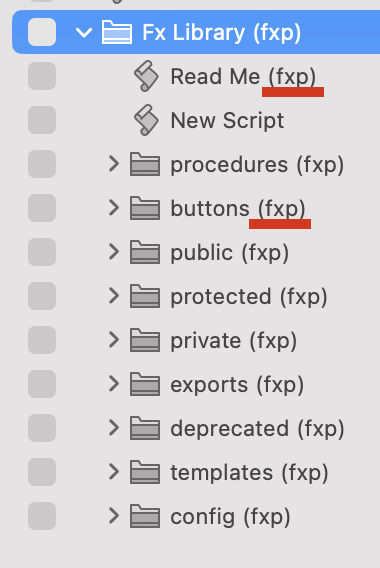 Fx Library (fxp)
Read Me (fxp)
New Script
procedures (fxp)
buttons (fxp)
public (fxp)
protected (fxp)
private (fxp)
exports (fxp)
deprecated (fxp)
templates (fxp)
config (fxp)